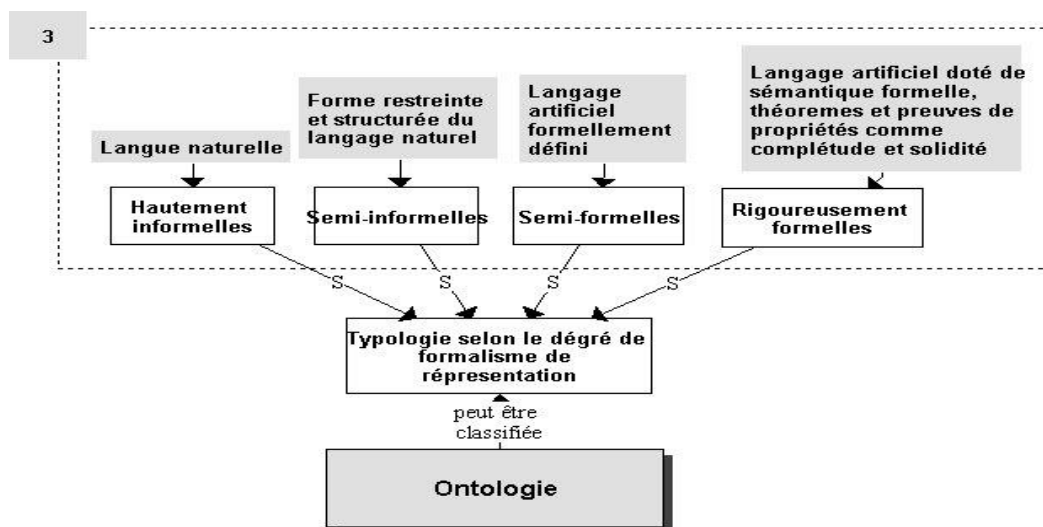 3
Langue naturelle
Forme restreinte
et structurée du
langage naturel
Langage
artificiel
formellement
défini
Langage artificiel doté de
sémantique formelle,
théoremes et preuves de
propriétés comme
complétude et solidité
Hautement
informelles
Semi-informelles
Semi-formelles
Rigoureusement
formelles
S
S
S
S
Typologie selon le dégré de
formalisme de
répresentation
peut être
classifiée
Ontologie